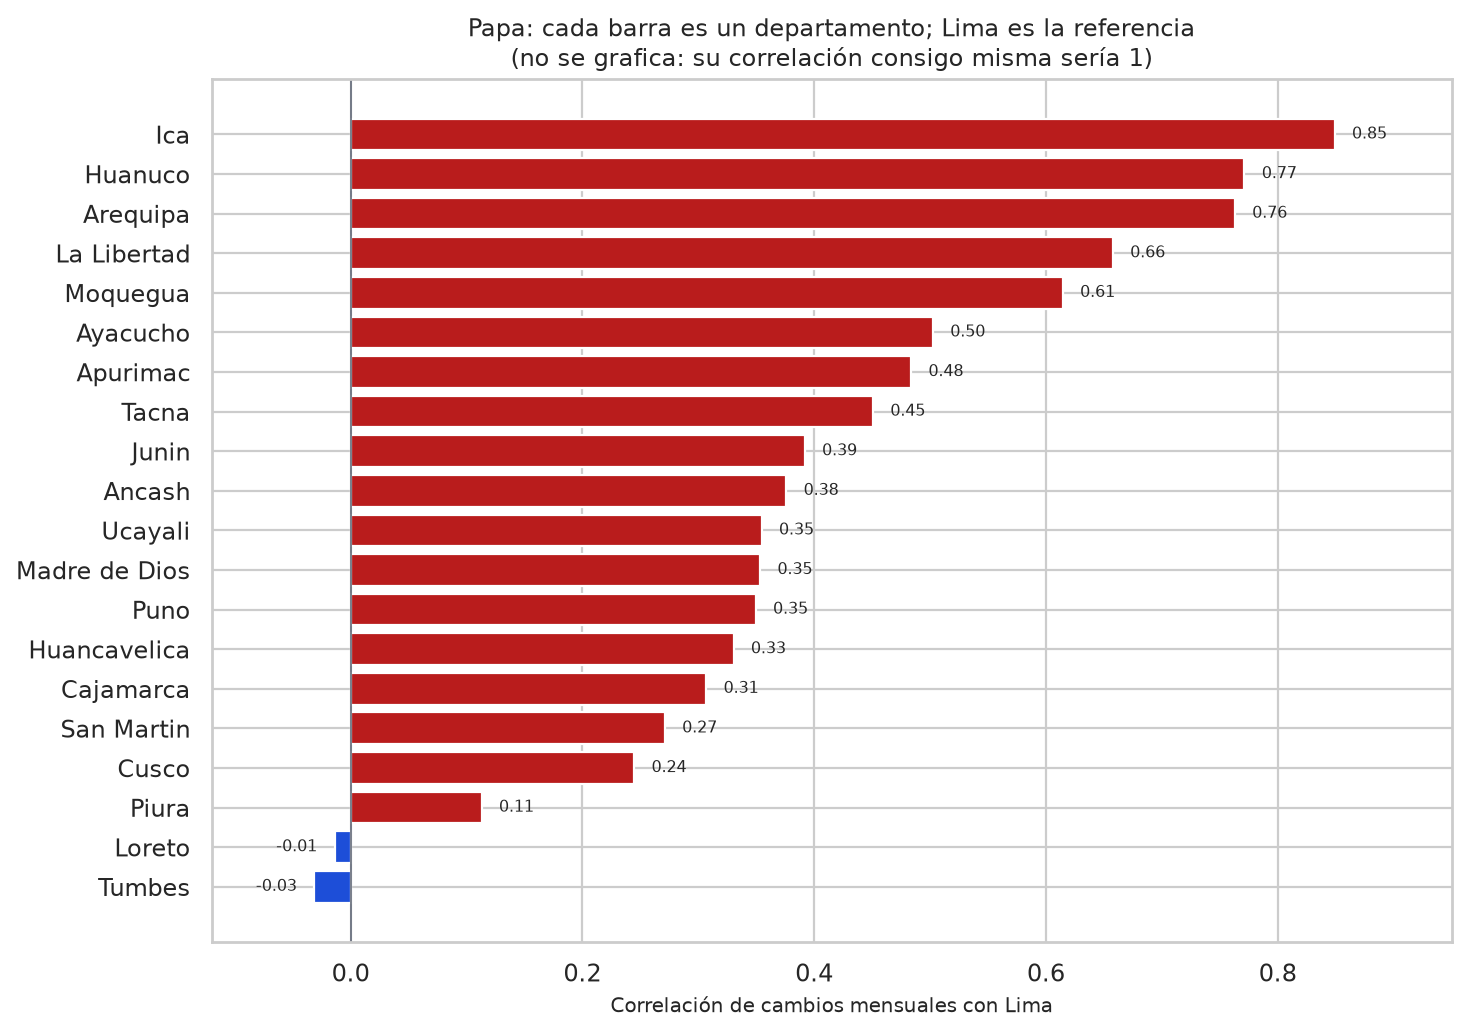 Papa: cada barra es un departamento; Lima es la referencia
(no se grafica: su correlación consigo misma sería 1)
Ica 0.85
Huanuco 0.77
Arequipa 0.76
La Libertad 0.66
Moquegua 0.61
Ayacucho 0.50
Apurimac 0.48
Tacna 0.45
Junin 0.39
Ancash 0.38
Ucayali 0.35
Madre de Dios 0.35
Puno 0.35
Huancavelica 0.33
Cajamarca 0.31
San Martin 0.27
Cusco 0.24
Piura 0.11
Loreto -0.01
Tumbes -0.03
0.0 0.2 0.4 0.6 0.8
Correlación de cambios mensuales con Lima